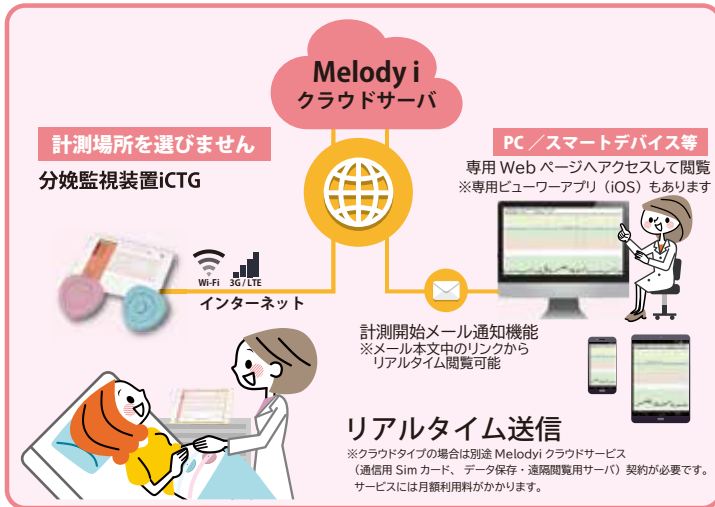 Melody i
クラウドサーバ
計測場所を選びません
分娩監視装置iCTG
PC ／スマートデバイス等
専用 Web ページへアクセスして閲覧
※専用ビューワーアプリ（iOS）もあります
Wi-Fi 3G / LTE
インターネット
計測開始メール通知機能
※メール本文中のリンクから
リアルタイム閲覧可能
リアルタイム送信
※クラウドタイプの場合は別途 Melodyi クラウドサービス
（通信用 Sim カード、 データ保存・遠隔閲覧用サーバ）契約が必要です。
サービスには月額利用料がかかります。